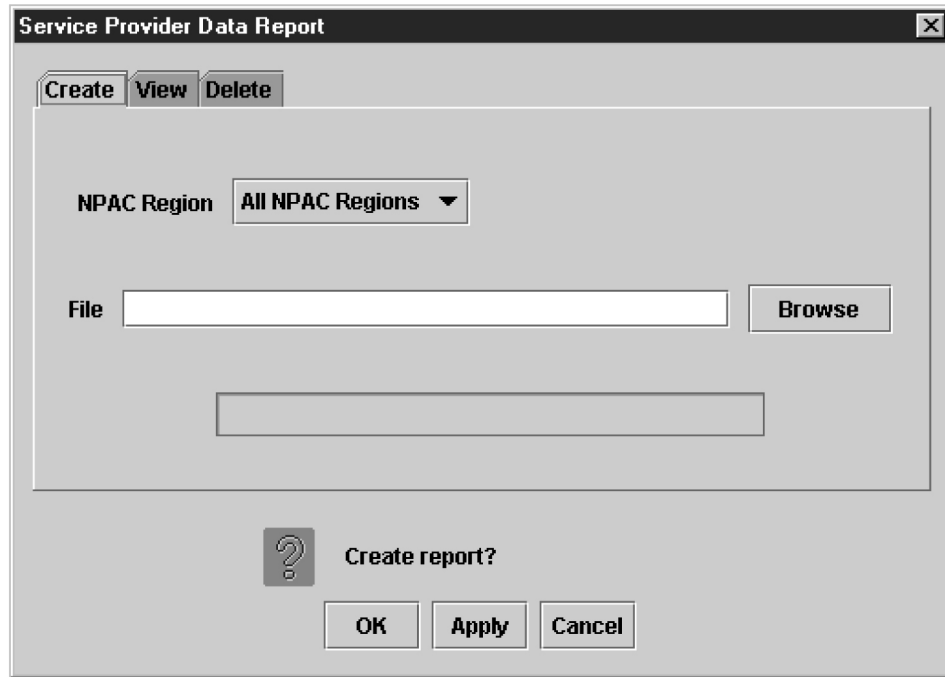 Service Provider Data Report
Create View Delete
NPAC Region All NPAC Regions
File Browse
Create report?
OK Apply Cancel